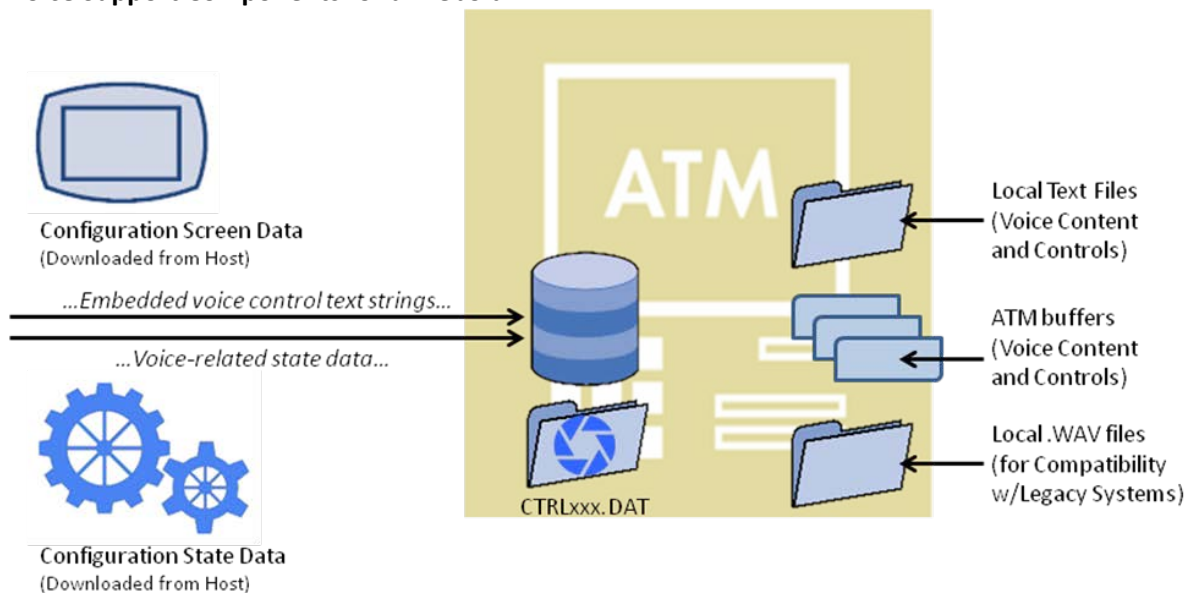 Configuration Screen Data
(Downloaded from Host)
...Embedded voice control text strings...
...Voice-related state data...
Configuration State Data
(Downloaded from Host)
ATM
CTRLxxx.DAT
Local Text Files
(Voice Content
and Controls)
ATM buffers
(Voice Content
and Controls)
Local .WAV files
(for Compatibility
w/Legacy Systems)